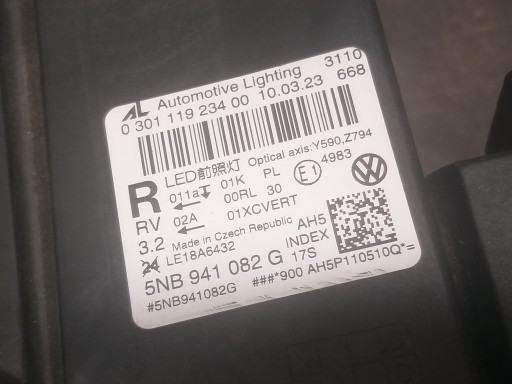 AL Automotive Lighting 3110
0 301 119 234 00 10.03.23 668
LED前照灯 Optical axis:Y590,Z794
R 011aT 01K PL E1 4983
02A 00RL 30
RV 01XCVERT
3.2 Made in Czech Republic AH5
24 LE18A6432 INDEX
5NB 941 082 G 17S
#5NB941082G ###*900 AH5P110510Q*=